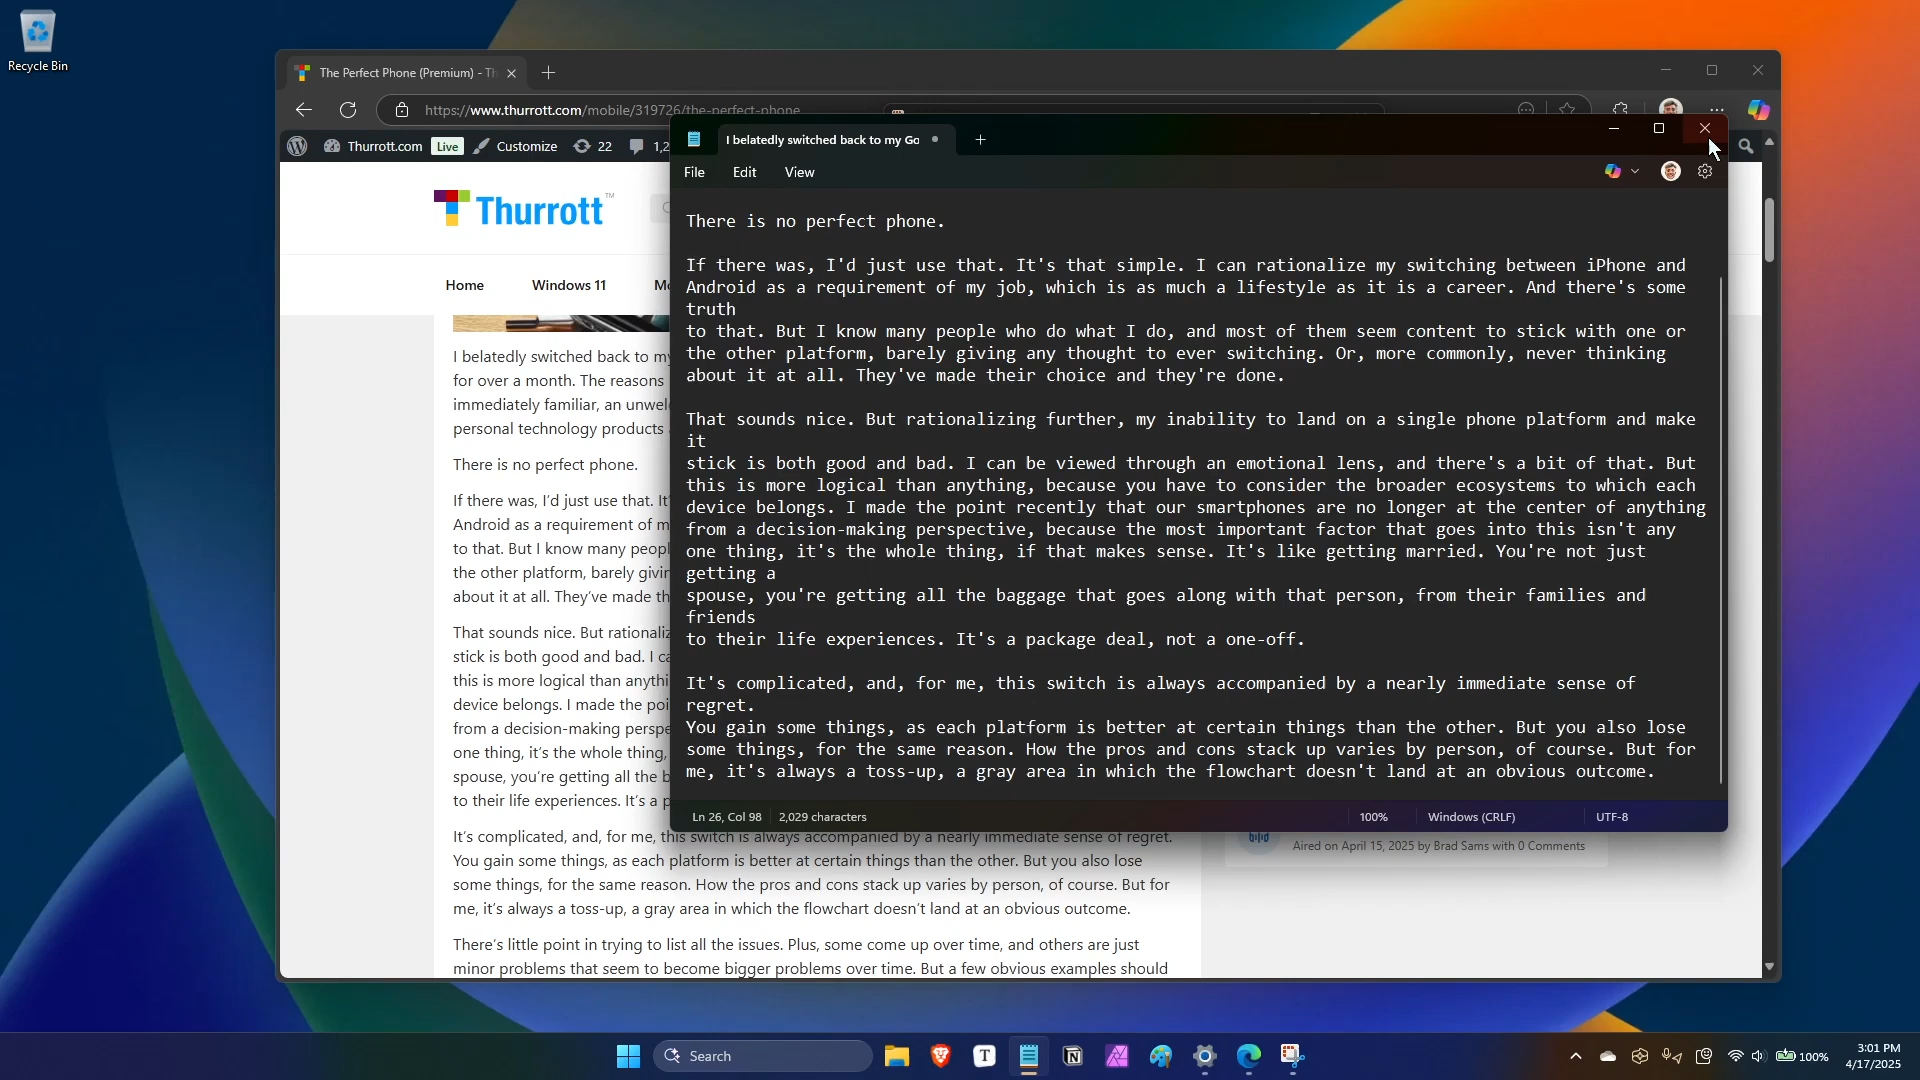 Recycle Bin
The Perfect Phone (Premium) - Th
https://www.thurrott.com/mobile/319726/the-perfect-phone
Thurrott.com Live Customize 22 1,2
Thurrott™
Home Windows 11
I belatedly switched back to my
for over a month. The reasons
immediately familiar, an
personal technology products
There is no perfect phone.
If there was, I'd just use that. It'
Android as a requirement of m
to that. But I know many peopl
the other platform, barely givin
about it at all. They've made th
That sounds nice. But rationaliz
stick is both good and bad. I ca
this is more logical than anythi
device belongs. I made the poi
from a decision-making perspe
one thing, it's the whole thing,
spouse, you're getting all the b
to their life experiences. It's a p
It's complicated, and, for me, this switch is always accompanied by a nearly immediate sense of regret.
You gain some things, as each platform is better at certain things than the other. But you also lose
some things, for the same reason. How the pros and cons stack up varies by person, of course. But for
me, it's always a toss-up, a gray area in which the flowchart doesn't land at an obvious outcome.
There's little point in trying to list all the issues. Plus, some come up over time, and others are just
minor problems that seem to become bigger problems over time. But a few obvious examples should
Aired on April 15, 2025 by Brad Sams with 0 Comments
I belatedly switched back to my Go
File Edit View
There is no perfect phone.
If there was, I'd just use that. It's that simple. I can rationalize my switching between iPhone and
Android as a requirement of my job, which is as much a lifestyle as it is a career. And there's some
truth
to that. But I know many people who do what I do, and most of them seem content to stick with one or
the other platform, barely giving any thought to ever switching. Or, more commonly, never thinking
about it at all. They've made their choice and they're done.
That sounds nice. But rationalizing further, my inability to land on a single phone platform and make
it
stick is both good and bad. I can be viewed through an emotional lens, and there's a bit of that. But
this is more logical than anything, because you have to consider the broader ecosystems to which each
device belongs. I made the point recently that our smartphones are no longer at the center of anything
from a decision-making perspective, because the most important factor that goes into this isn't any
one thing, it's the whole thing, if that makes sense. It's like getting married. You're not just
getting a
spouse, you're getting all the baggage that goes along with that person, from their families and
friends
to their life experiences. It's a package deal, not a one-off.
It's complicated, and, for me, this switch is always accompanied by a nearly immediate sense of
regret.
You gain some things, as each platform is better at certain things than the other. But you also lose
some things, for the same reason. How the pros and cons stack up varies by person, of course. But for
me, it's always a toss-up, a gray area in which the flowchart doesn't land at an obvious outcome.
Ln 26, Col 98 2,029 characters 100% Windows (CRLF) UTF-8
Search
100%
3:01 PM
4/17/2025